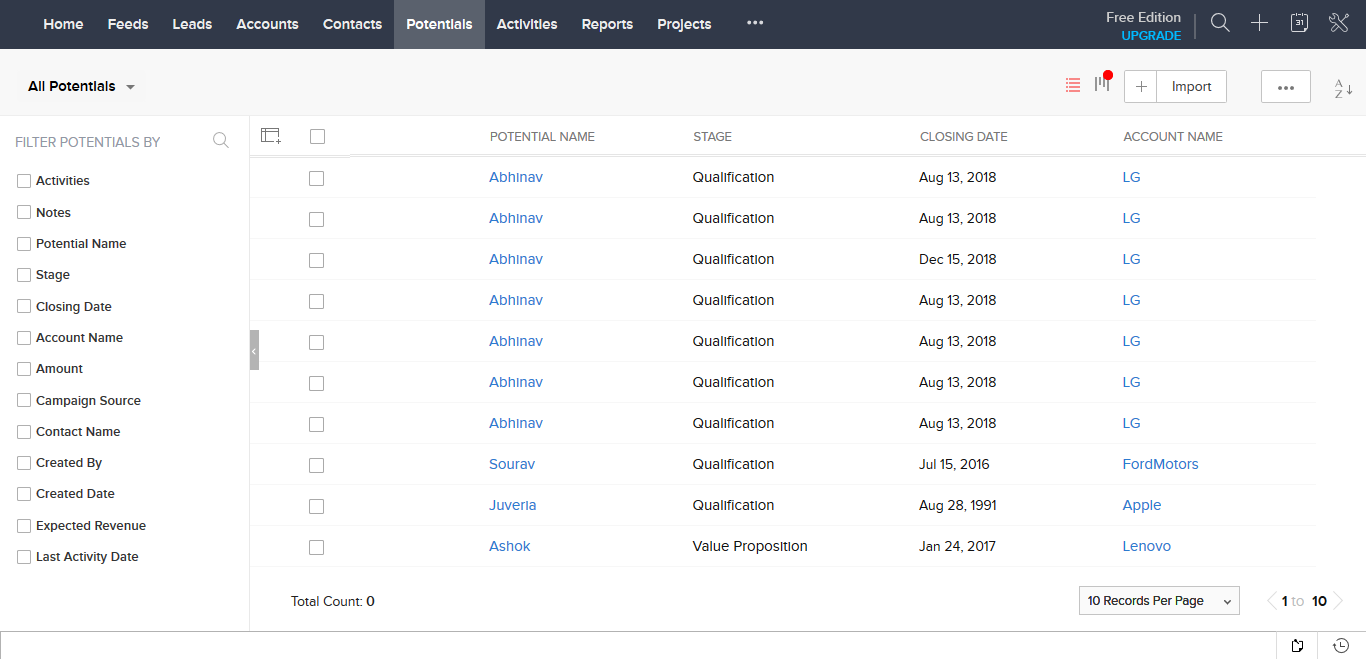 Home Feeds Leads Accounts Contacts Potentials Activities Reports Projects ••• Free Edition
UPGRADE
31
All Potentials
Import
•••
A
Z
FILTER POTENTIALS BY
Activities
Notes
Potential Name
Stage
Closing Date
Account Name
Amount
Campaign Source
Contact Name
Created By
Created Date
Expected Revenue
Last Activity Date
POTENTIAL NAME STAGE CLOSING DATE ACCOUNT NAME
Abhinav Qualification Aug 13, 2018 LG
Abhinav Qualification Aug 13, 2018 LG
Abhinav Qualification Dec 15, 2018 LG
Abhinav Qualification Aug 13, 2018 LG
Abhinav Qualification Aug 13, 2018 LG
Abhinav Qualification Aug 13, 2018 LG
Abhinav Qualification Aug 13, 2018 LG
Sourav Qualification Jul 15, 2016 FordMotors
Juveria Qualification Aug 28, 1991 Apple
Ashok Value Proposition Jan 24, 2017 Lenovo
Total Count: 0 10 Records Per Page 1 to 10